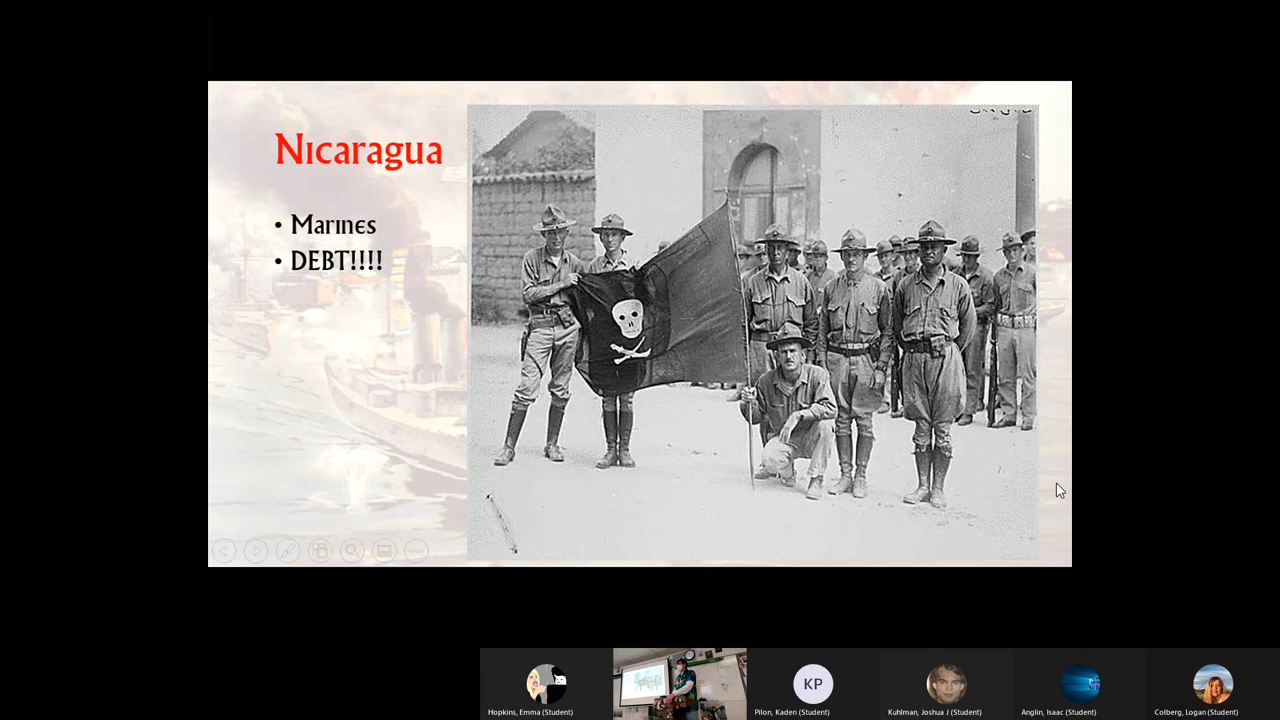 Nicaragua
• Marines
• DEBT!!!!
KP
Hopkins, Emma (Student)
Pilon, Kaden (Student)
Kuhlman, Joshua J (Student)
Anglin, Isaac (Student)
Colberg, Logan (Student)